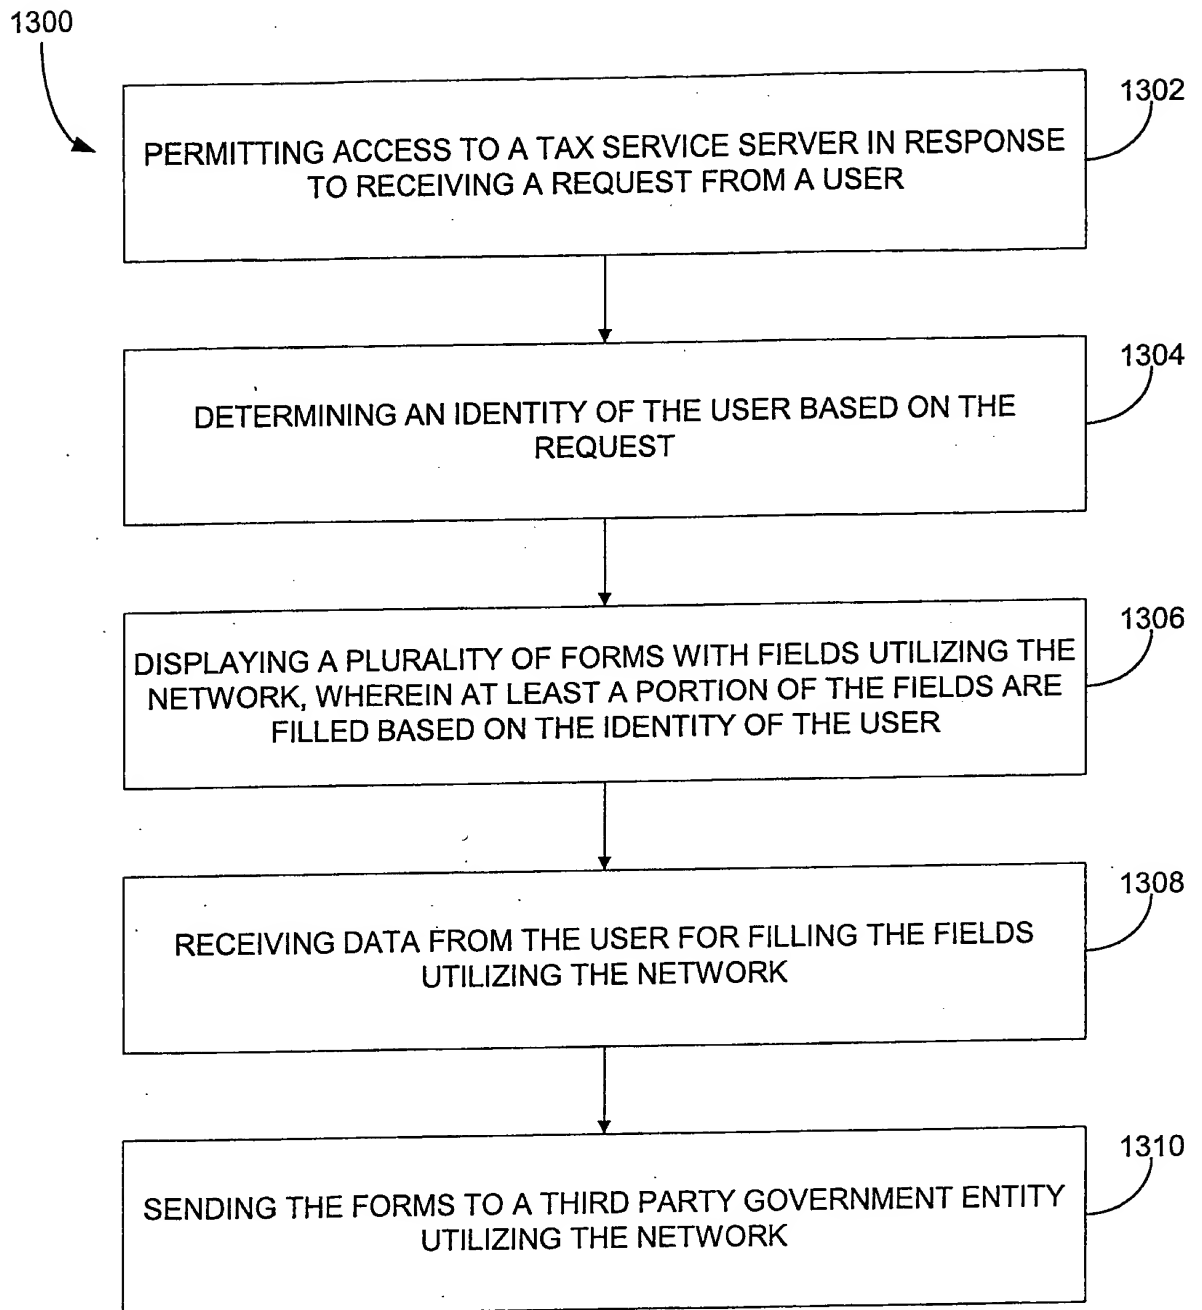 1300
1302
PERMITTING ACCESS TO A TAX SERVICE SERVER IN RESPONSE
TO RECEIVING A REQUEST FROM A USER
1304
DETERMINING AN IDENTITY OF THE USER BASED ON THE
REQUEST
1306
DISPLAYING A PLURALITY OF FORMS WITH FIELDS UTILIZING THE
NETWORK, WHEREIN AT LEAST A PORTION OF THE FIELDS ARE
FILLED BASED ON THE IDENTITY OF THE USER
1308
RECEIVING DATA FROM THE USER FOR FILLING THE FIELDS
UTILIZING THE NETWORK
1310
SENDING THE FORMS TO A THIRD PARTY GOVERNMENT ENTITY
UTILIZING THE NETWORK